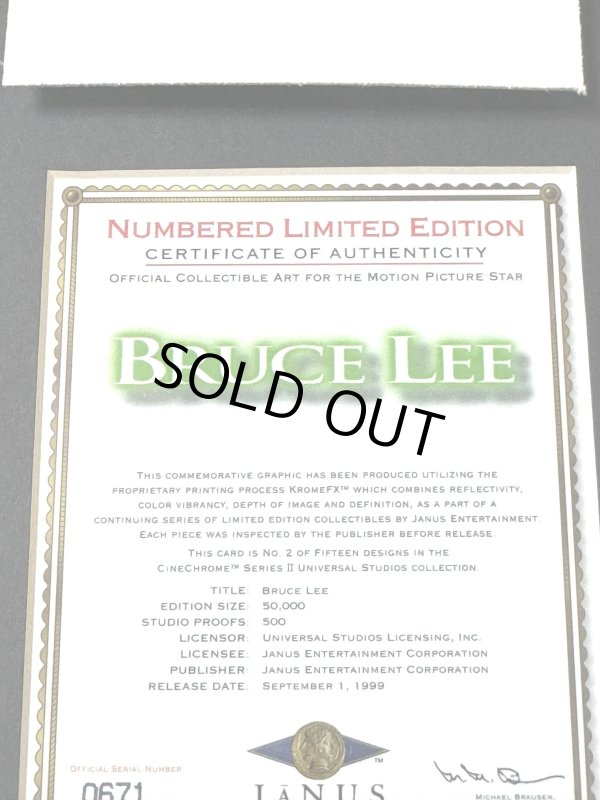 NUMBERED LIMITED EDITION
CERTIFICATE OF AUTHENTICITY
OFFICIAL COLLECTIBLE ART FOR THE MOTION PICTURE STAR
BRUCE LEE
SOLD OUT
THIS COMMEMORATIVE GRAPHIC HAS BEEN PRODUCED UTILIZING THE
PROPRIETARY PRINTING PROCESS KROMEFX™ WHICH COMBINES REFLECTIVITY,
COLOR VIBRANCY, DEPTH OF IMAGE AND DEFINITION, AS A PART OF A
CONTINUING SERIES OF LIMITED EDITION COLLECTIBLES BY JANUS ENTERTAINMENT.
EACH PIECE WAS INSPECTED BY THE PUBLISHER BEFORE RELEASE.
THIS CARD IS NO. 2 OF FIFTEEN DESIGNS IN THE
CINECHROME™ SERIES II UNIVERSAL STUDIOS COLLECTION.
TITLE: BRUCE LEE
EDITION SIZE: 50,000
STUDIO PROOFS: 500
LICENSOR: UNIVERSAL STUDIOS LICENSING, INC.
LICENSEE: JANUS ENTERTAINMENT CORPORATION
PUBLISHER: JANUS ENTERTAINMENT CORPORATION
RELEASE DATE: SEPTEMBER 1, 1999
OFFICIAL SERIAL NUMBER
0671
JĀNUS
™
MICHAEL BRAUSEN,